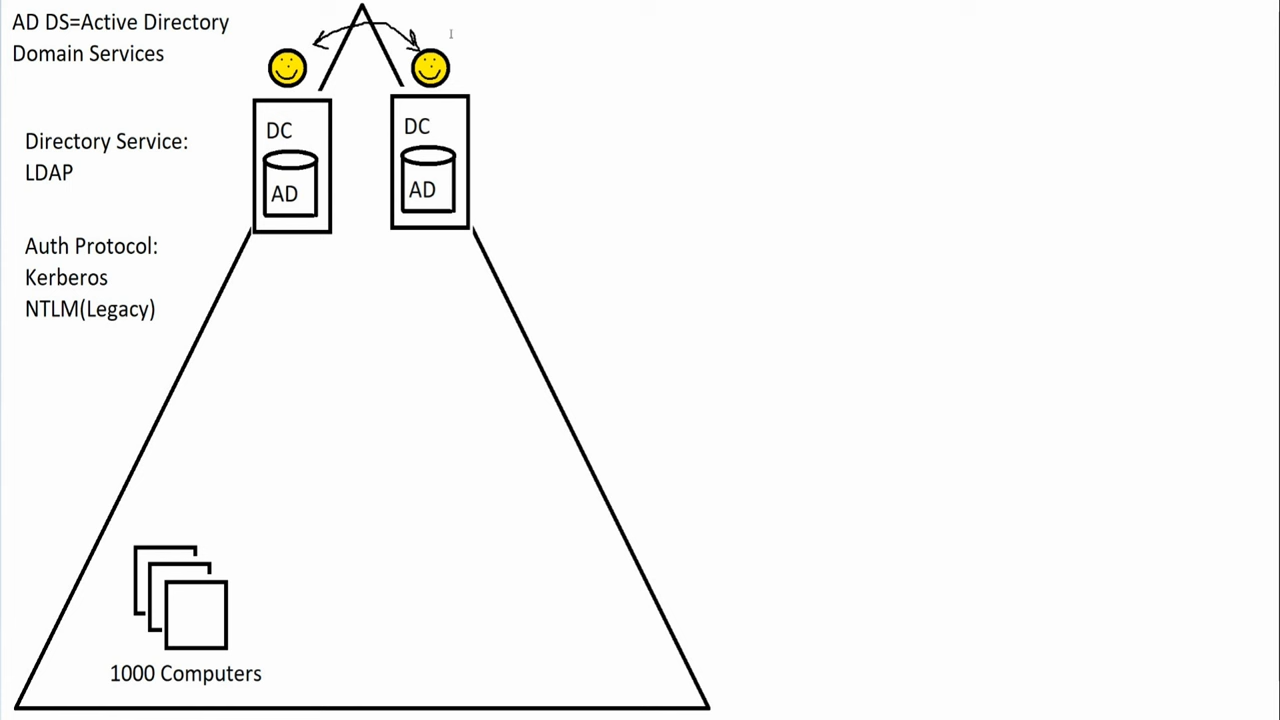 AD DS=Active Directory
Domain Services
Directory Service:
LDAP
Auth Protocol:
Kerberos
NTLM(Legacy)
DC
AD
DC
AD
1000 Computers